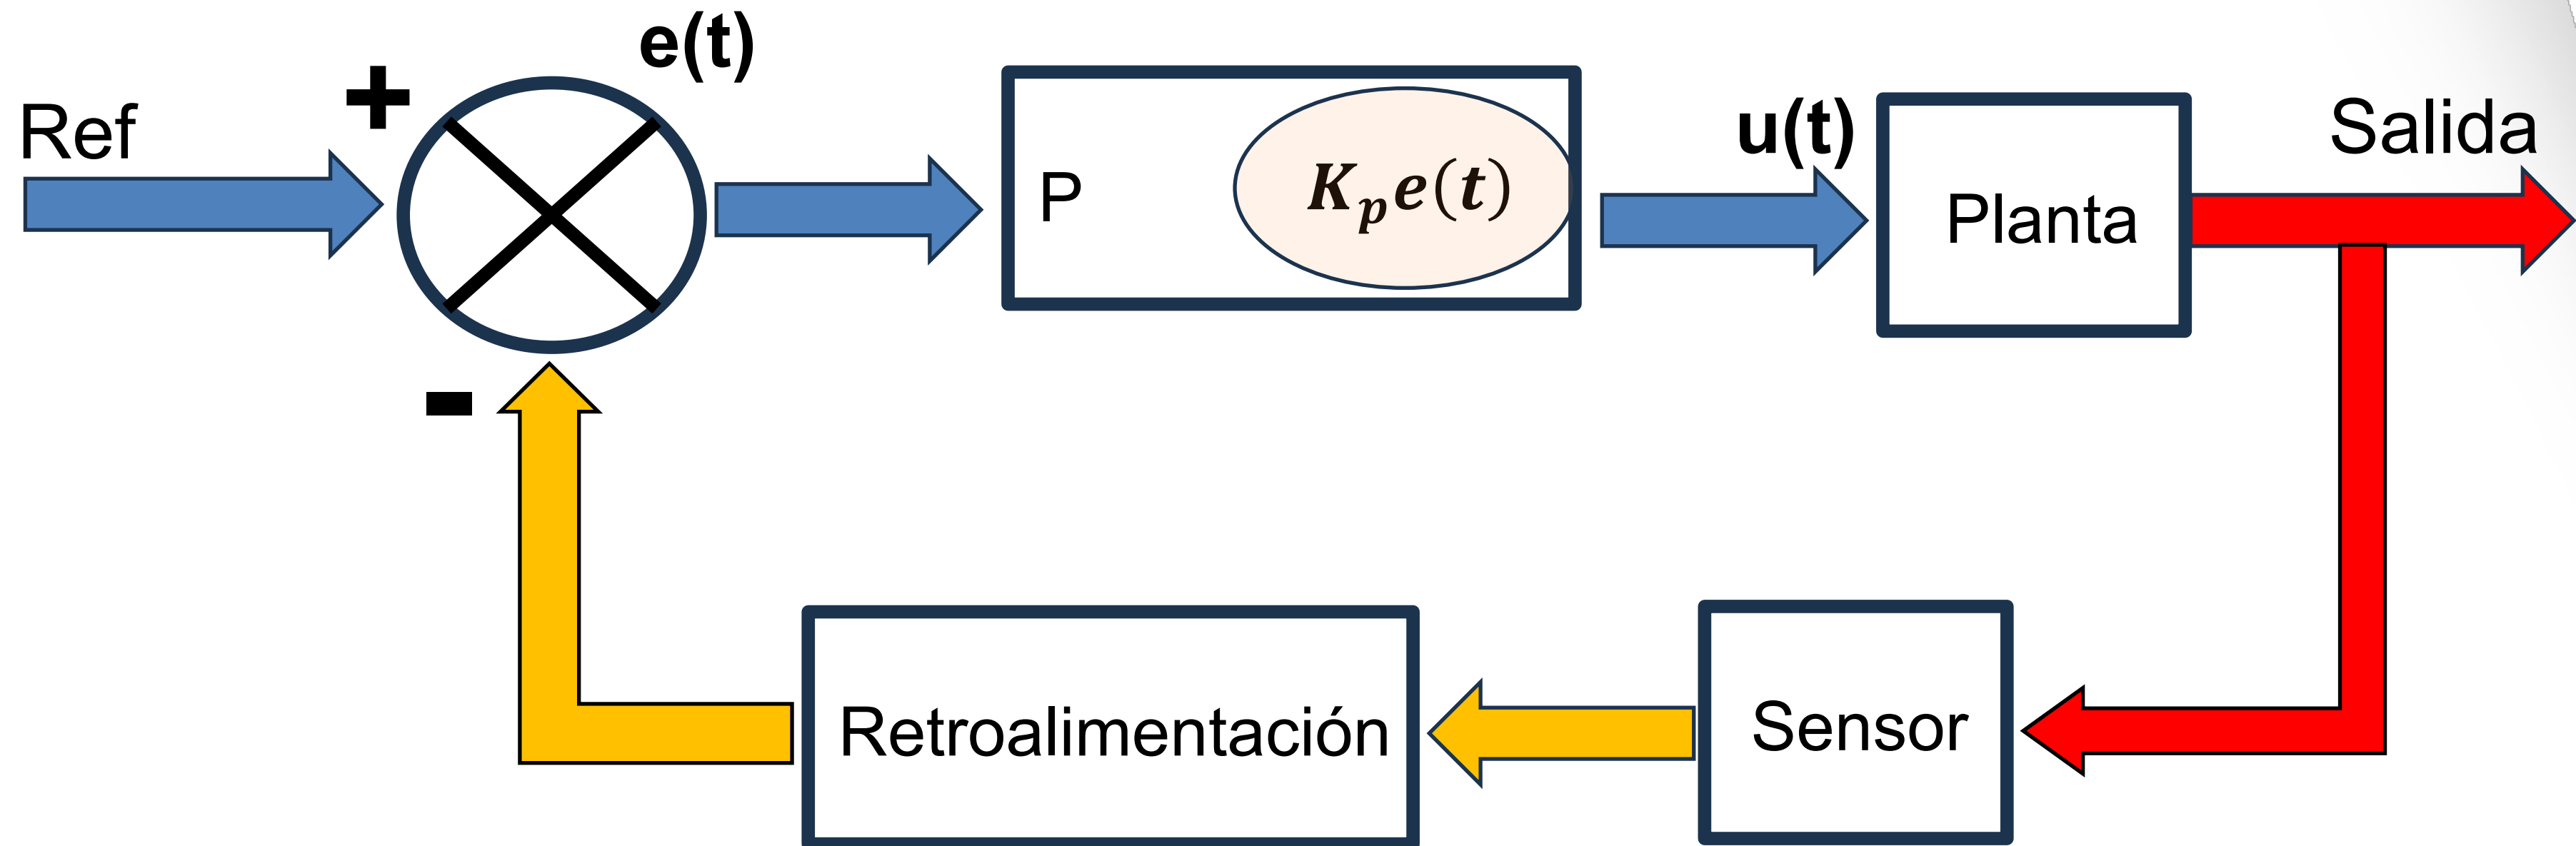 e(t)
+
Ref
P
𝑲ₚ𝒆(𝒕)
u(t)
Planta
Salida
-
Retroalimentación
Sensor